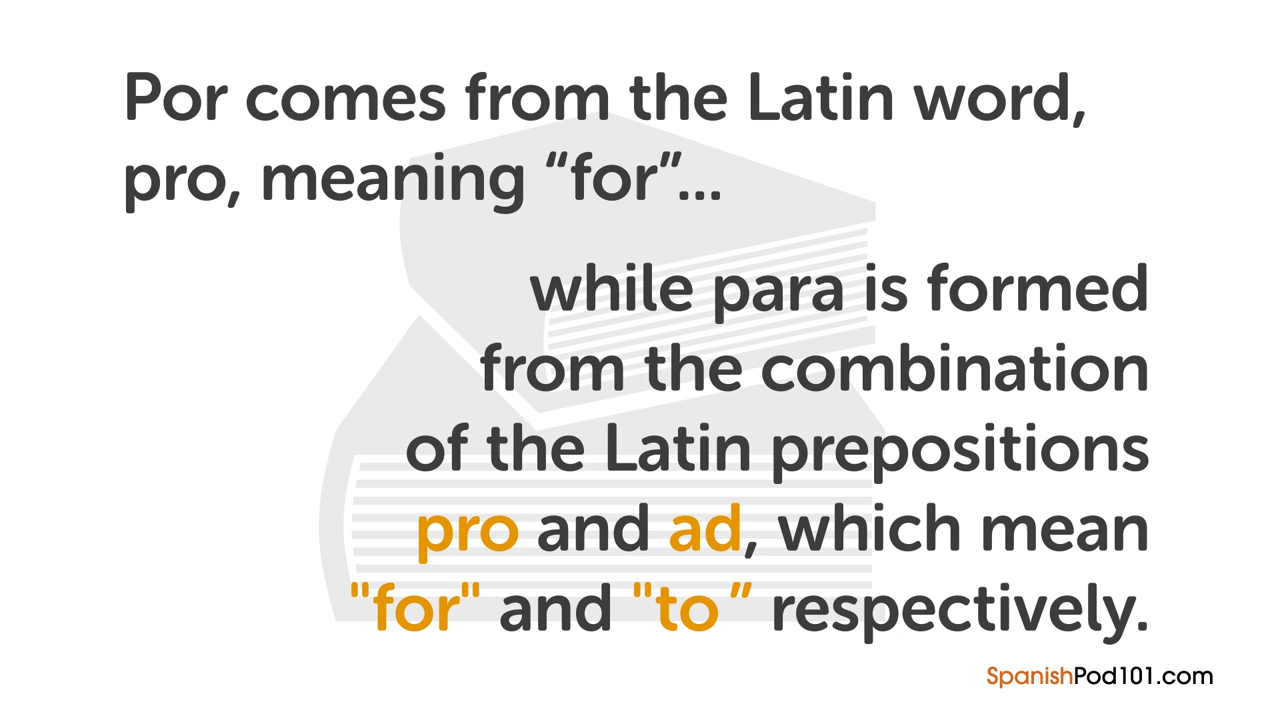 Por comes from the Latin word,
pro, meaning “for”...
while para is formed
from the combination
of the Latin prepositions
pro and ad, which mean
"for" and "to” respectively.
SpanishPod101.com